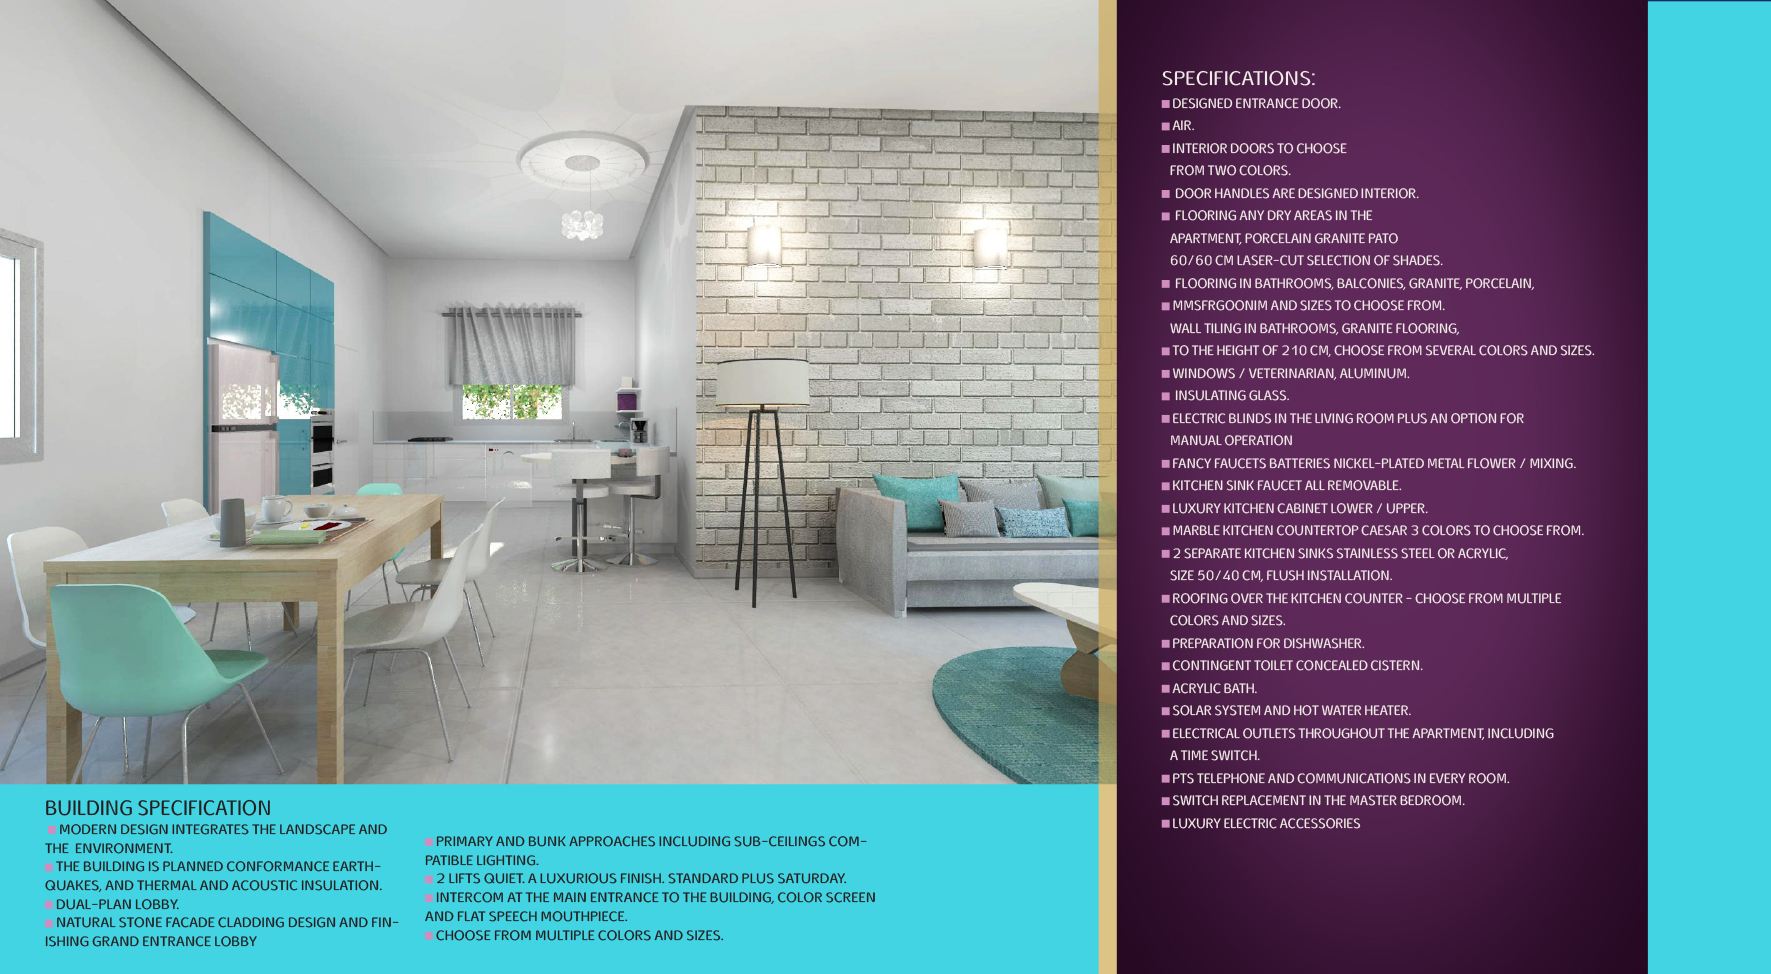 SPECIFICATIONS:
DESIGNED ENTRANCE DOOR.
AIR.
INTERIOR DOORS TO CHOOSE
FROM TWO COLORS.
DOOR HANDLES ARE DESIGNED INTERIOR.
FLOORING ANY DRY AREAS IN THE
APARTMENT, PORCELAIN GRANITE PATO
60/60 CM LASER-CUT SELECTION OF SHADES.
FLOORING IN BATHROOMS, BALCONIES, GRANITE, PORCELAIN,
MMSFRGOONIM AND SIZES TO CHOOSE FROM.
WALL TILING IN BATHROOMS, GRANITE FLOORING,
TO THE HEIGHT OF 210 CM, CHOOSE FROM SEVERAL COLORS AND SIZES.
WINDOWS / VETERINARIAN, ALUMINUM.
INSULATING GLASS.
ELECTRIC BLINDS IN THE LIVING ROOM PLUS AN OPTION FOR
MANUAL OPERATION
FANCY FAUCETS BATTERIES NICKEL-PLATED METAL FLOWER / MIXING.
KITCHEN SINK FAUCET ALL REMOVABLE.
LUXURY KITCHEN CABINET LOWER / UPPER.
MARBLE KITCHEN COUNTERTOP CAESAR 3 COLORS TO CHOOSE FROM.
2 SEPARATE KITCHEN SINKS STAINLESS STEEL OR ACRYLIC,
SIZE 50/40 CM, FLUSH INSTALLATION.
ROOFING OVER THE KITCHEN COUNTER - CHOOSE FROM MULTIPLE
COLORS AND SIZES.
PREPARATION FOR DISHWASHER.
CONTINGENT TOILET CONCEALED CISTERN.
ACRYLIC BATH.
SOLAR SYSTEM AND HOT WATER HEATER.
ELECTRICAL OUTLETS THROUGHOUT THE APARTMENT, INCLUDING
A TIME SWITCH.
PTS TELEPHONE AND COMMUNICATIONS IN EVERY ROOM.
SWITCH REPLACEMENT IN THE MASTER BEDROOM.
LUXURY ELECTRIC ACCESSORIES
BUILDING SPECIFICATION
MODERN DESIGN INTEGRATES THE LANDSCAPE AND
THE ENVIRONMENT.
THE BUILDING IS PLANNED CONFORMANCE EARTH-
QUAKES, AND THERMAL AND ACOUSTIC INSULATION.
DUAL-PLAN LOBBY.
NATURAL STONE FACADE CLADDING DESIGN AND FIN-
ISHING GRAND ENTRANCE LOBBY
PRIMARY AND BUNK APPROACHES INCLUDING SUB-CEILINGS COM-
PATIBLE LIGHTING.
2 LIFTS QUIET. A LUXURIOUS FINISH. STANDARD PLUS SATURDAY.
INTERCOM AT THE MAIN ENTRANCE TO THE BUILDING, COLOR SCREEN
AND FLAT SPEECH MOUTHPIECE.
CHOOSE FROM MULTIPLE COLORS AND SIZES.